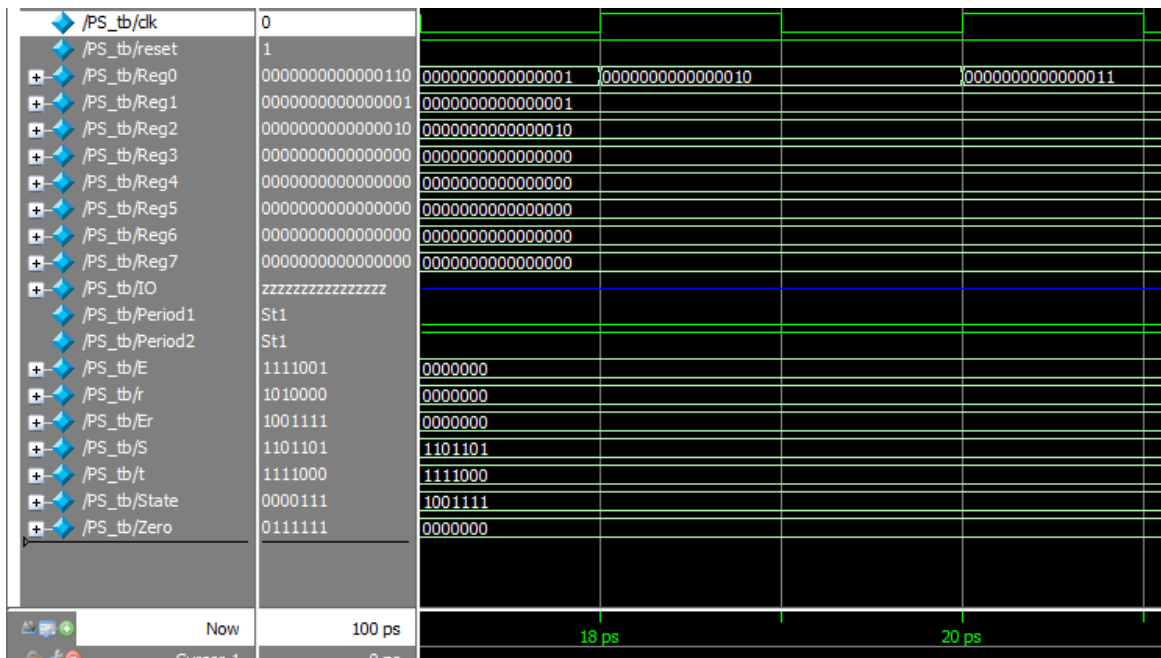 /PS_tb/clk 0
/PS_tb/reset 1
/PS_tb/Reg0 0000000000000110 0000000000000001 0000000000000010 0000000000000011
/PS_tb/Reg1 0000000000000001 0000000000000001
/PS_tb/Reg2 0000000000000010 0000000000000010
/PS_tb/Reg3 0000000000000000 0000000000000000
/PS_tb/Reg4 0000000000000000 0000000000000000
/PS_tb/Reg5 0000000000000000 0000000000000000
/PS_tb/Reg6 0000000000000000 0000000000000000
/PS_tb/Reg7 0000000000000000 0000000000000000
/PS_tb/IO zzzzzzzzzzzzzzzz
/PS_tb/Period1 St1
/PS_tb/Period2 St1
/PS_tb/E 1111001 0000000
/PS_tb/r 1010000 0000000
/PS_tb/Er 1001111 0000000
/PS_tb/S 1101101 1101101
/PS_tb/t 1111000 1111000
/PS_tb/State 0000111 1001111
/PS_tb/Zero 0111111 0000000
Now 100 ps 18 ps 20 ps